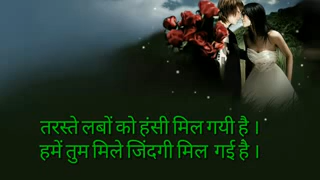 तरस्ते लबों को हंसी मिल गयी है ।
हमें तुम मिले जिंदगी मिल गई है ।